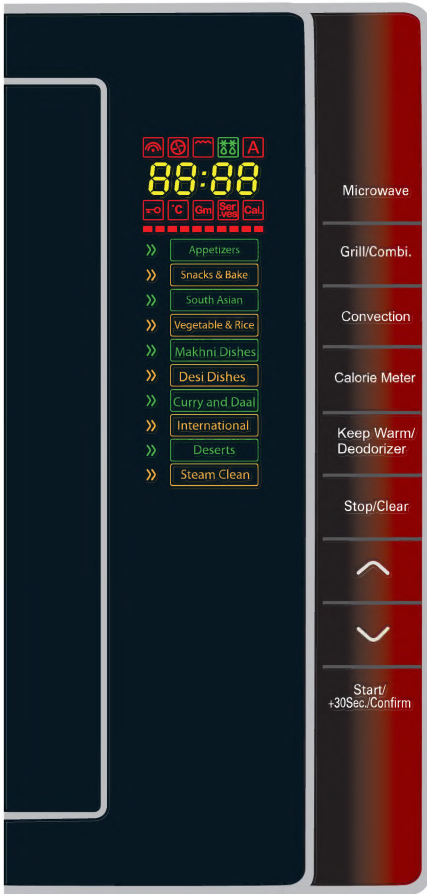 A
88:88
°C
Gm
Ser
-ves
Cal.
Appetizers
Snacks & Bake
South Asian
Vegetable & Rice
Makhni Dishes
Desi Dishes
Curry and Daal
International
Deserts
Steam Clean
Microwave
Grill/Combi.
Convection
Calorie Meter
Keep Warm/
Deodorizer
Stop/Clear
Start/
+30Sec./Confirm